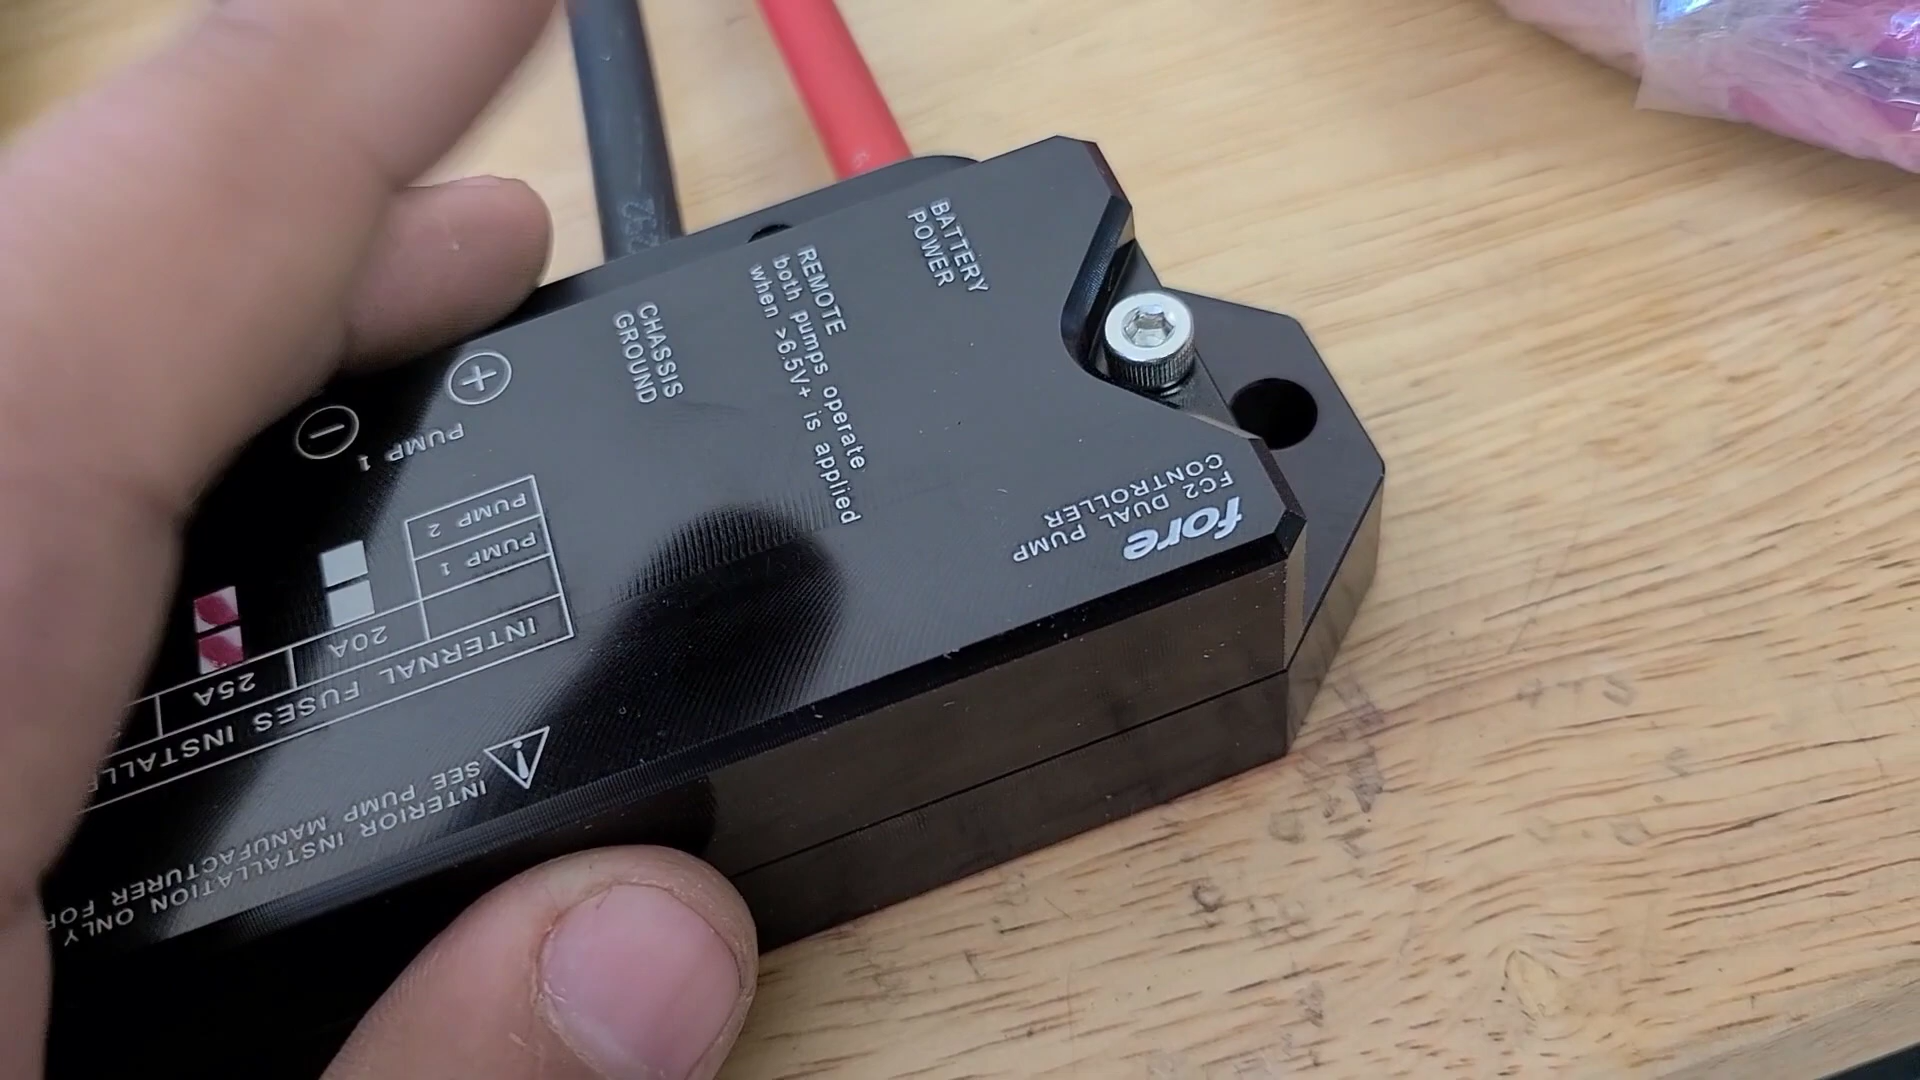 BATTERY
POWER
REMOTE
both pumps operate
when >6.5V+ is applied
CHASSIS
GROUND
+
−
PUMP 1
fore
FC2 DUAL PUMP
CONTROLLER
INTERNAL FUSES INSTALLE
20A
25A
PUMP 1
PUMP 2
INTERIOR INSTALLATION ONLY
SEE PUMP MANUFACTURER FOR